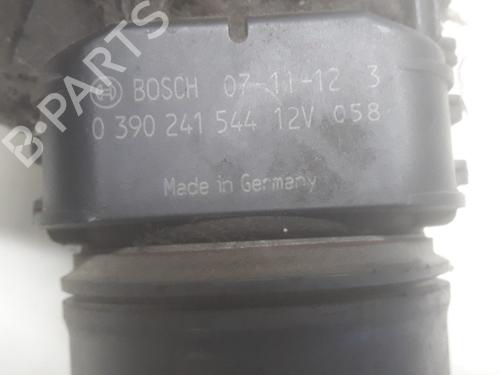 BOSCH 07-11-12 3
0 390 241 544 12V 058
Made in Germany
B-PARTS